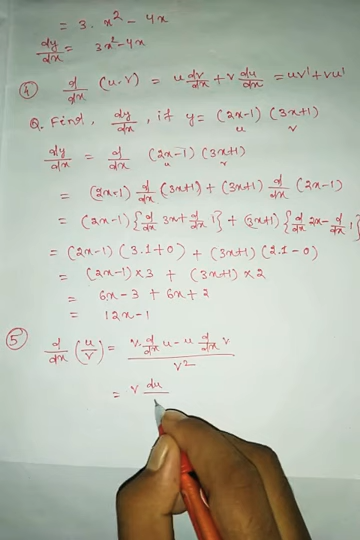 = 3. x² - 4x
dy/dx = 3x² - 4x
④ d/dx (u.v) = u dv/dx + v du/dx = uv' + vu'
Q. Find, dy/dx, if y = (2x-1) (3x+1)
u v
dy/dx = d/dx (2x-1) (3x+1)
u v
= (2x-1) d/dx (3x+1) + (3x+1) d/dx (2x-1)
= (2x-1) {d/dx 3x + d/dx 1} + (3x+1) {d/dx 2x - d/dx 1}
= (2x-1) (3.1+0) + (3x+1) (2.1-0)
= (2x-1) × 3 + (3x+1) × 2
= 6x - 3 + 6x + 2
= 12x - 1
⑤ d/dx (u/v) = v. d/dx u - u d/dx v / v²
= v du